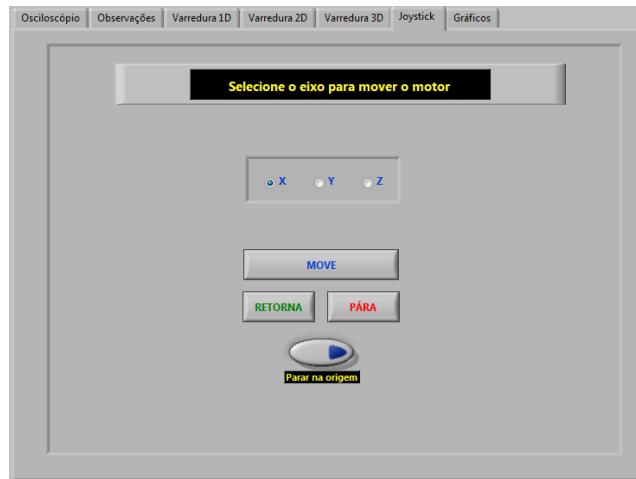 Osciloscópio Observações Varredura 1D Varredura 2D Varredura 3D Joystick Gráficos
Selecione o eixo para mover o motor
X Y Z
MOVE
RETORNA PÁRA
Parar na origem